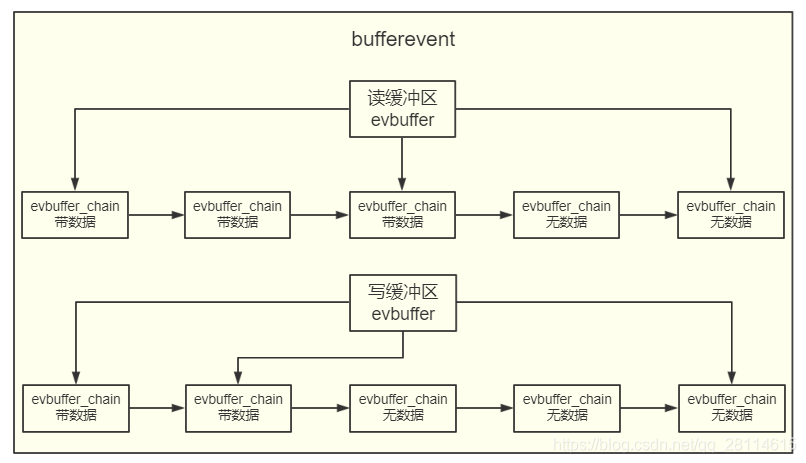 bufferevent
读缓冲区
evbuffer
evbuffer_chain
带数据
evbuffer_chain
带数据
evbuffer_chain
带数据
evbuffer_chain
无数据
evbuffer_chain
无数据
写缓冲区
evbuffer
evbuffer_chain
带数据
evbuffer_chain
带数据
evbuffer_chain
无数据
evbuffer_chain
无数据
evbuffer_chain
无数据
https://blog.csdn.net/qq_28114615